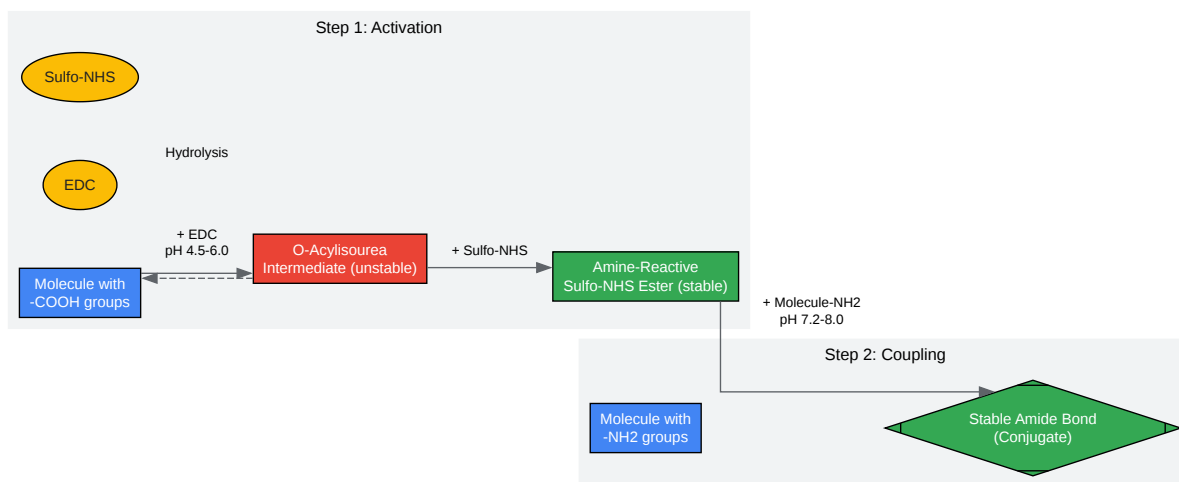 Step 1: Activation
Sulfo-NHS
Hydrolysis
EDC
+ EDC
pH 4.5-6.0
O-Acylisourea
Intermediate (unstable)
+ Sulfo-NHS
Molecule with
-COOH groups
Amine-Reactive
Sulfo-NHS Ester (stable)
+ Molecule-NH2
pH 7.2-8.0
Step 2: Coupling
Molecule with
-NH2 groups
Stable Amide Bond
(Conjugate)